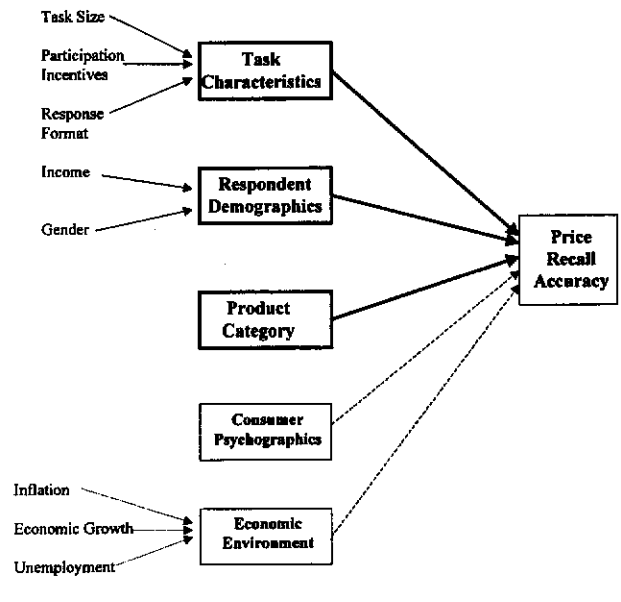 Task Size
Participation
Incentives
Response
Format
Task
Characteristics
Income
Gender
Respondent
Demographics
Price
Recall
Accuracy
Product
Category
Consumer
Psychographics
Inflation
Economic Growth
Unemployment
Economic
Environment